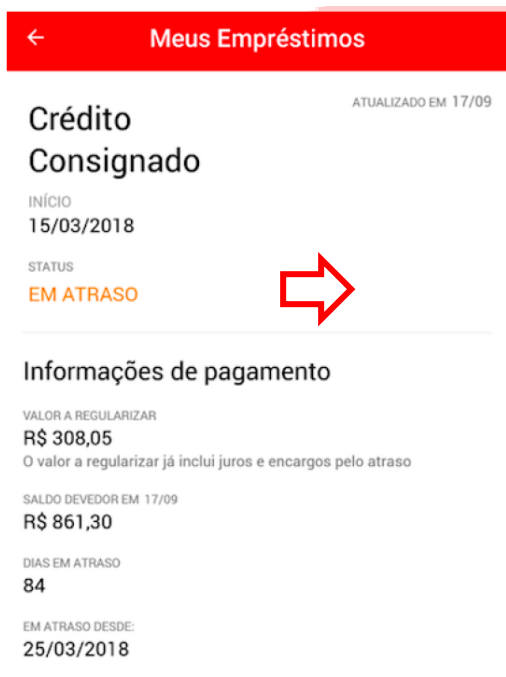 Meus Empréstimos
ATUALIZADO EM 17/09
Crédito
Consignado
INÍCIO
15/03/2018
STATUS
EM ATRASO
Informações de pagamento
VALOR A REGULARIZAR
R$ 308,05
O valor a regularizar já inclui juros e encargos pelo atraso
SALDO DEVEDOR EM 17/09
R$ 861,30
DIAS EM ATRASO
84
EM ATRASO DESDE:
25/03/2018